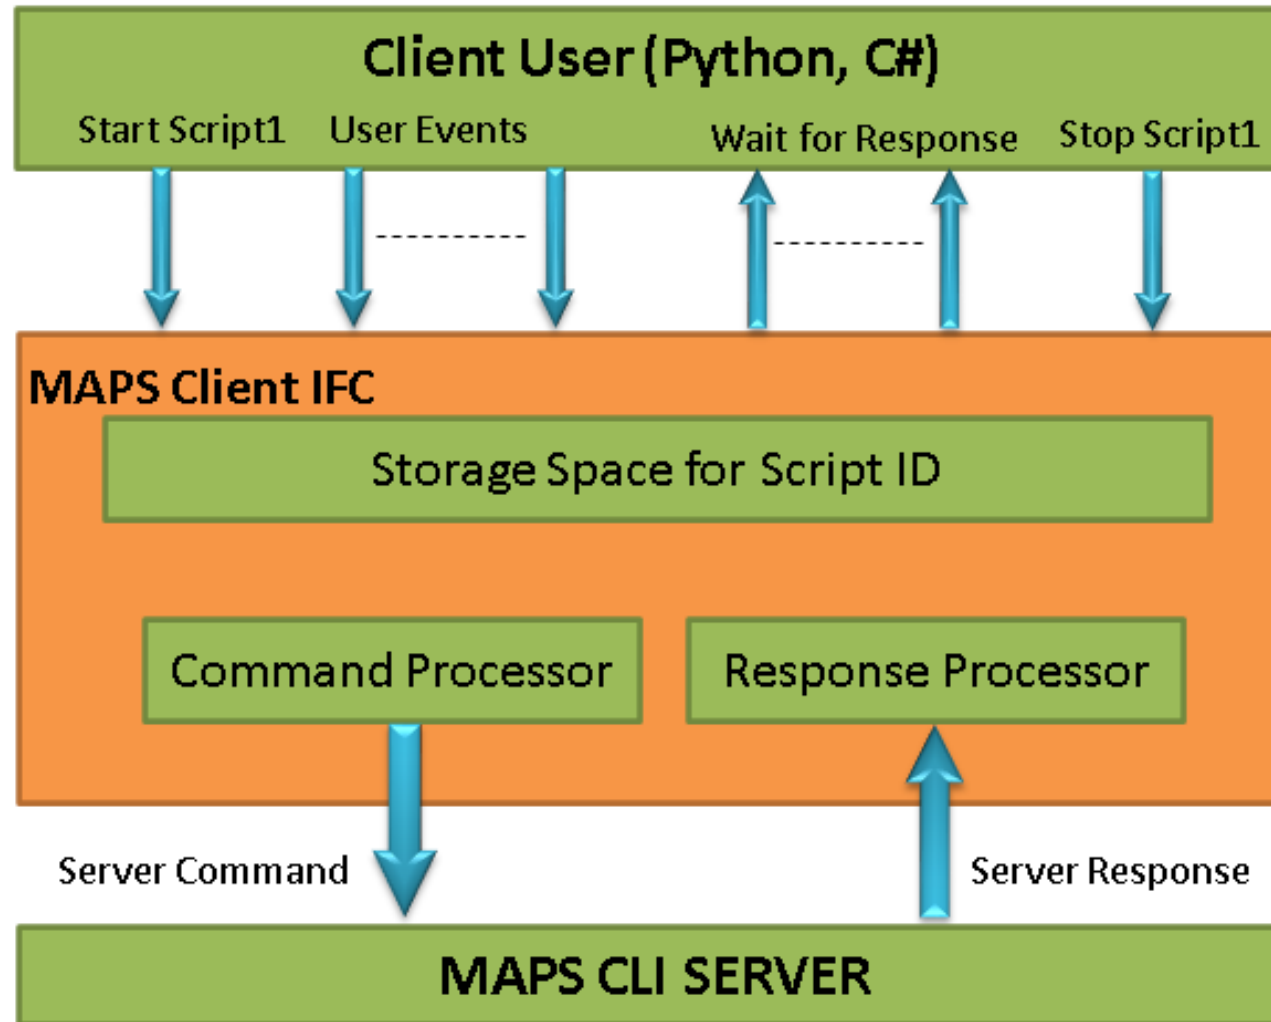 Client User (Python, C#)
Start Script1
User Events
Wait for Response
Stop Script1
MAPS Client IFC
Storage Space for Script ID
Command Processor
Response Processor
Server Command
Server Response
MAPS CLI SERVER